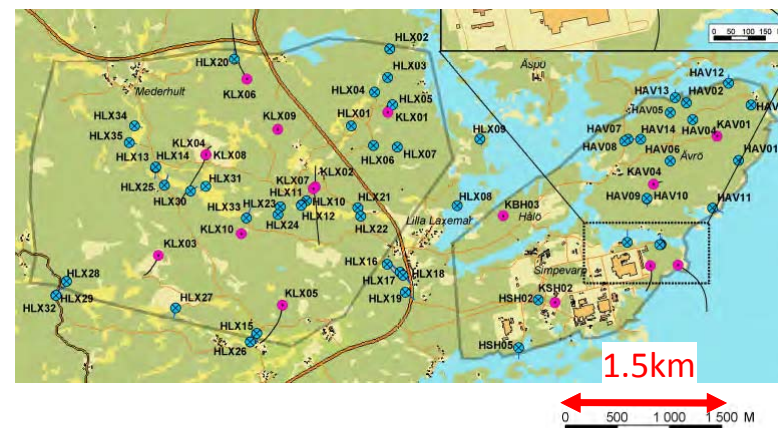 HLX02
HLX20
HLX03
Äspö
0 50 100 150
Mederhult
KLX06
HLX04
HLX05
KLX01
HAV12
HAV13
HAV02
HAV05
HLX34
KLX09
HLX01
HAV04
KAV01
HLX35
KLX04
KLX08
HLX09
HAV07
HAV14
HAV08
HAV06
HAV01
HLX13
HLX14
HLX06
HLX07
Ävrö
HLX25
HLX31
KLX07
KLX02
KAV04
HLX30
HLX11
HLX10
HLX21
HLX08
KBH03
HAV09
HAV10
HAV11
HLX33
HLX23
HLX12
Lilla Laxemar
Hålö
KLX10
HLX24
HLX22
KLX03
HLX16
HLX18
Simpevarp
HLX28
HLX17
HLX29
HLX19
KSH02
HLX32
HLX27
KLX05
HSH02
HLX15
HLX26
HSH05
1.5km
0 500 1 000 1 500 M